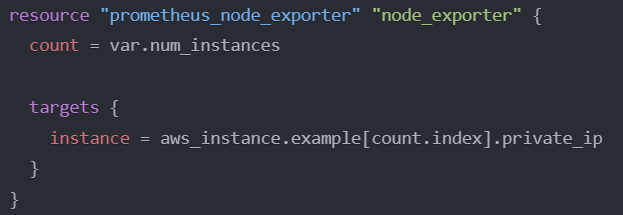 resource "prometheus_node_exporter" "node_exporter" {
  count = var.num_instances

  targets {
    instance = aws_instance.example[count.index].private_ip
  }
}